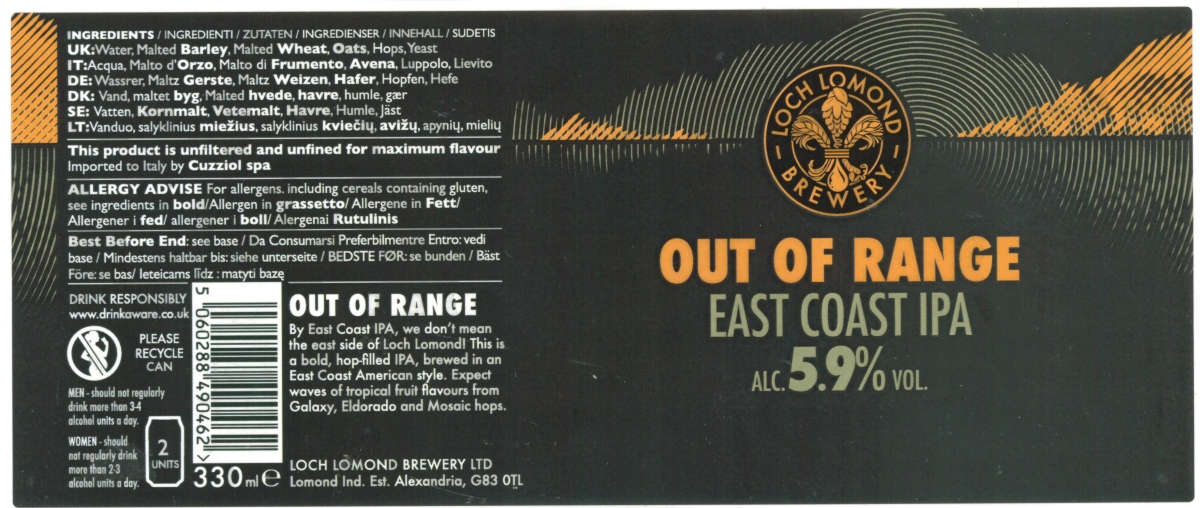 INGREDIENTS / INGREDIENTI / ZUTATEN / INGREDIENSER / INNEHALL / SUDETIS
UK:Water, Malted Barley, Malted Wheat, Oats, Hops, Yeast
IT:Acqua, Malto d'Orzo, Malto di Frumento, Avena, Luppolo, Lievito
DE: Wassrer, Maltz Gerste, Maltz Weizen, Hafer, Hopfen, Hefe
DK: Vand, maltet byg, Malted hvede, havre, humle, gær
SE: Vatten, Kornmalt, Vetemalt, Havre, Humle, Jäst
LT:Vanduo, salyklinius miežius, salyklinius kviečių, avižų, apynių, mielių
This product is unfiltered and unfined for maximum flavour
Imported to Italy by Cuzziol spa
ALLERGY ADVISE For allergens. including cereals containing gluten,
see ingredients in bold/Allergen in grassetto/ Allergene in Fett/
Allergener i fed/ allergener i boll/ Alergenai Rutulinis
Best Before End: see base / Da Consumarsi Preferbilmentre Entro: vedi
base / Mindestens haltbar bis: siehe unterseite / BEDSTE FØR: se bunden / Bäst
Före: se bas/ Ieteicams līdz : matyti bazę
DRINK RESPONSIBLY
www.drinkaware.co.uk
PLEASE
RECYCLE
CAN
MEN - should not regularly
drink more than 3-4
alcohol units a day.
WOMEN - should
not regularly drink
more than 2-3
alcohol units a day.
2
UNITS
5 060288 490462 >
330 ml e
OUT OF RANGE
By East Coast IPA, we don't mean
the east side of Loch Lomond! This is
a bold, hop-filled IPA, brewed in an
East Coast American style. Expect
waves of tropical fruit flavours from
Galaxy, Eldorado and Mosaic hops.
LOCH LOMOND BREWERY LTD
Lomond Ind. Est. Alexandria, G83 0TL
LOCH LOMOND
BREWERY
OUT OF RANGE
EAST COAST IPA
ALC. 5.9% VOL.